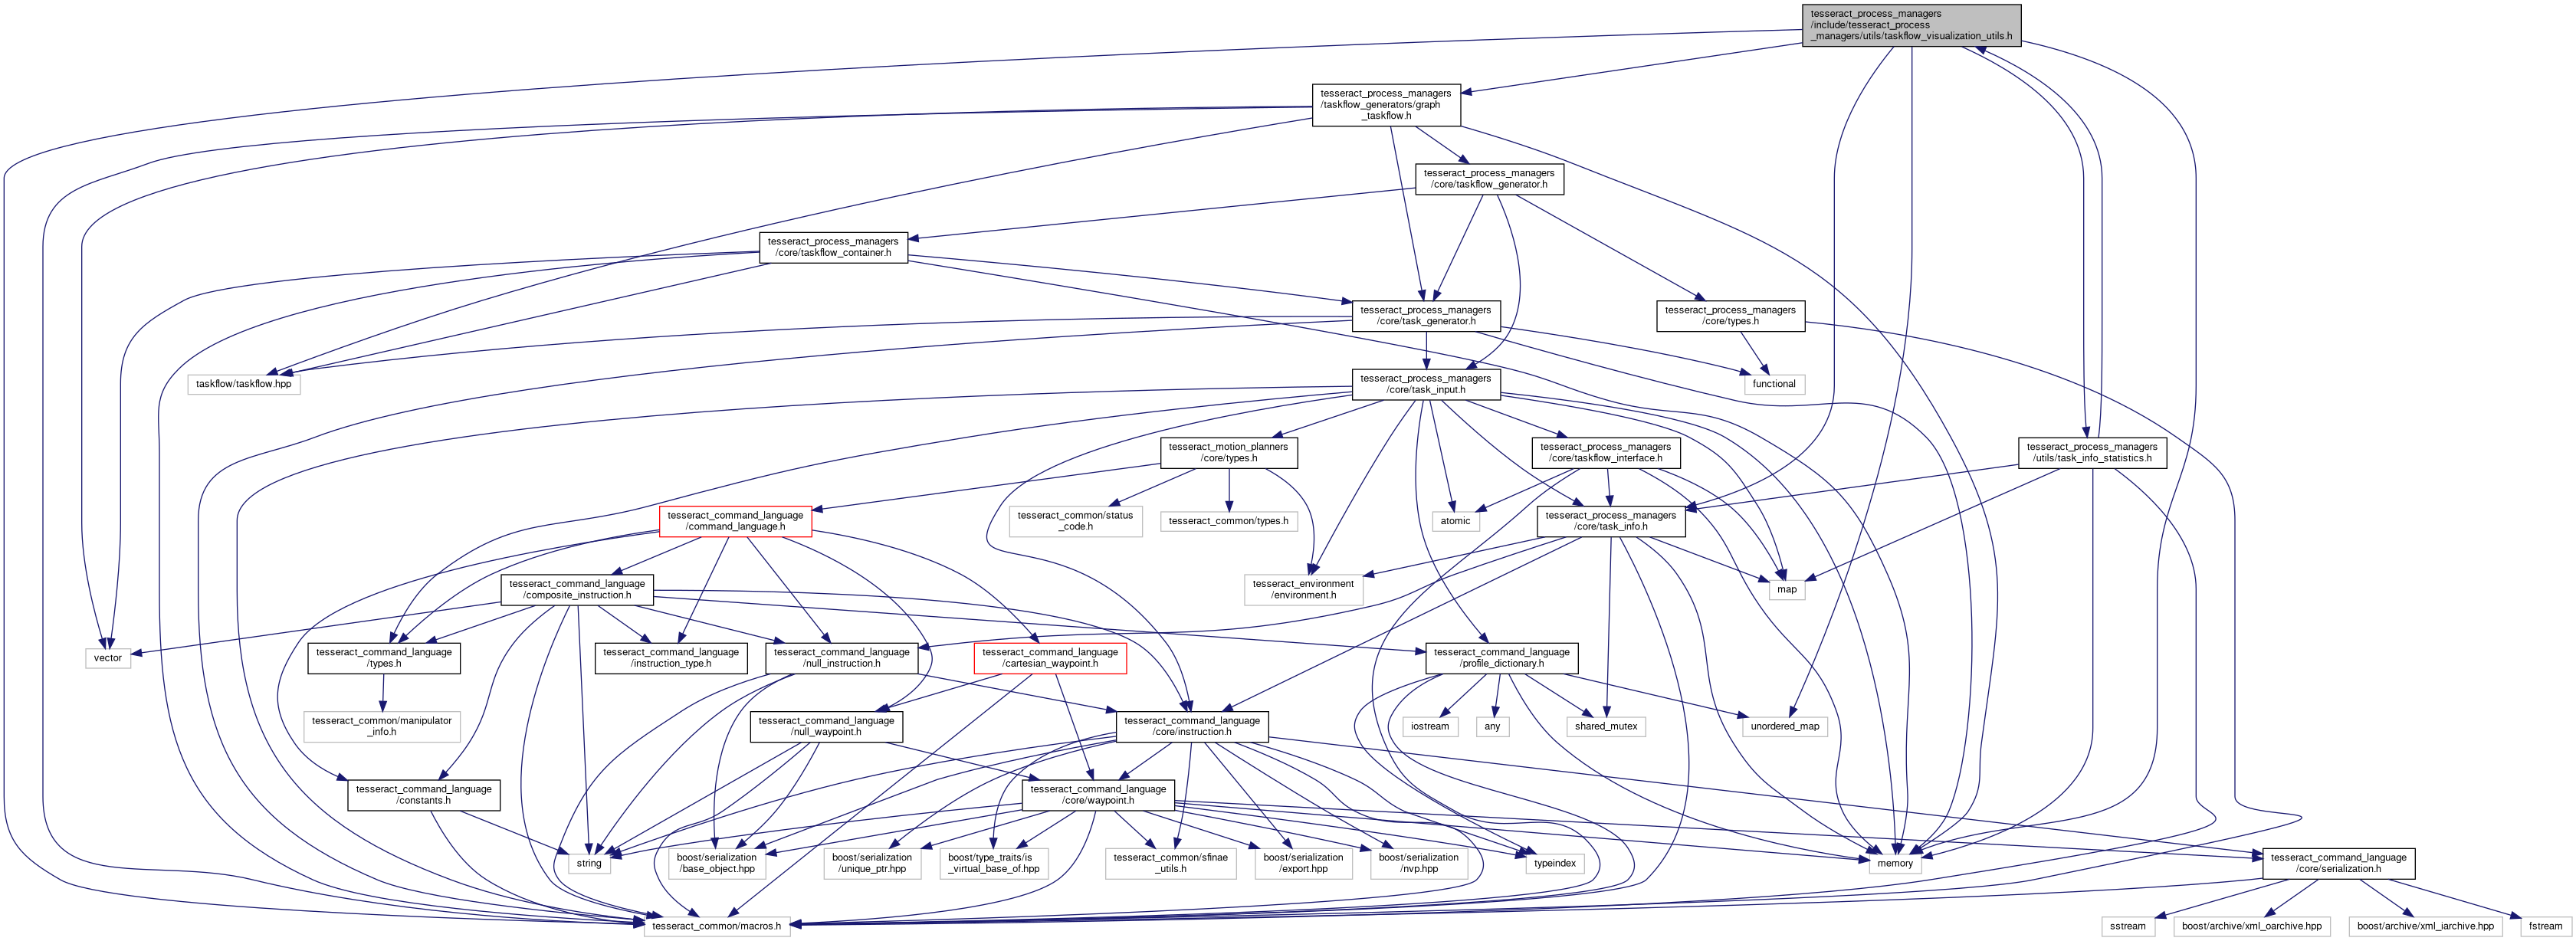 tesseract_process_managers
/include/tesseract_process
_managers/utils/taskflow_visualization_utils.h
tesseract_process_managers
/taskflow_generators/graph
_taskflow.h
tesseract_process_managers
/core/taskflow_generator.h
tesseract_process_managers
/core/taskflow_container.h
tesseract_process_managers
/core/task_generator.h
tesseract_process_managers
/core/types.h
taskflow/taskflow.hpp
tesseract_process_managers
/core/task_input.h
functional
tesseract_motion_planners
/core/types.h
tesseract_process_managers
/core/taskflow_interface.h
tesseract_process_managers
/utils/task_info_statistics.h
tesseract_command_language
/command_language.h
tesseract_common/status
_code.h
tesseract_common/types.h
atomic
tesseract_process_managers
/core/task_info.h
tesseract_command_language
/composite_instruction.h
tesseract_environment
/environment.h
map
vector
tesseract_command_language
/types.h
tesseract_command_language
/instruction_type.h
tesseract_command_language
/null_instruction.h
tesseract_command_language
/cartesian_waypoint.h
tesseract_command_language
/profile_dictionary.h
tesseract_common/manipulator
_info.h
tesseract_command_language
/null_waypoint.h
tesseract_command_language
/core/instruction.h
iostream
any
shared_mutex
unordered_map
tesseract_command_language
/constants.h
tesseract_command_language
/core/waypoint.h
string
boost/serialization
/base_object.hpp
boost/serialization
/unique_ptr.hpp
boost/type_traits/is
_virtual_base_of.hpp
tesseract_common/sfinae
_utils.h
boost/serialization
/export.hpp
boost/serialization
/nvp.hpp
typeindex
memory
tesseract_command_language
/core/serialization.h
tesseract_common/macros.h
sstream
boost/archive/xml_oarchive.hpp
boost/archive/xml_iarchive.hpp
fstream